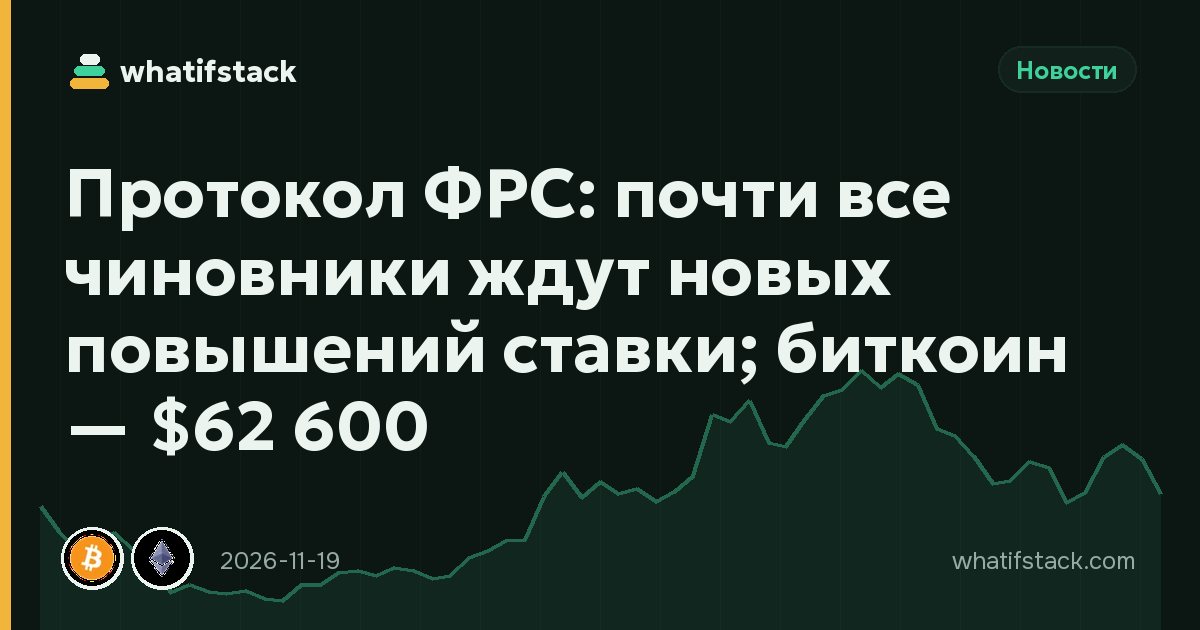 whatifstack
Новости
Протокол ФРС: почти все
чиновники ждут новых
повышений ставки; биткоин
— $62 600
2026-11-19
whatifstack.com